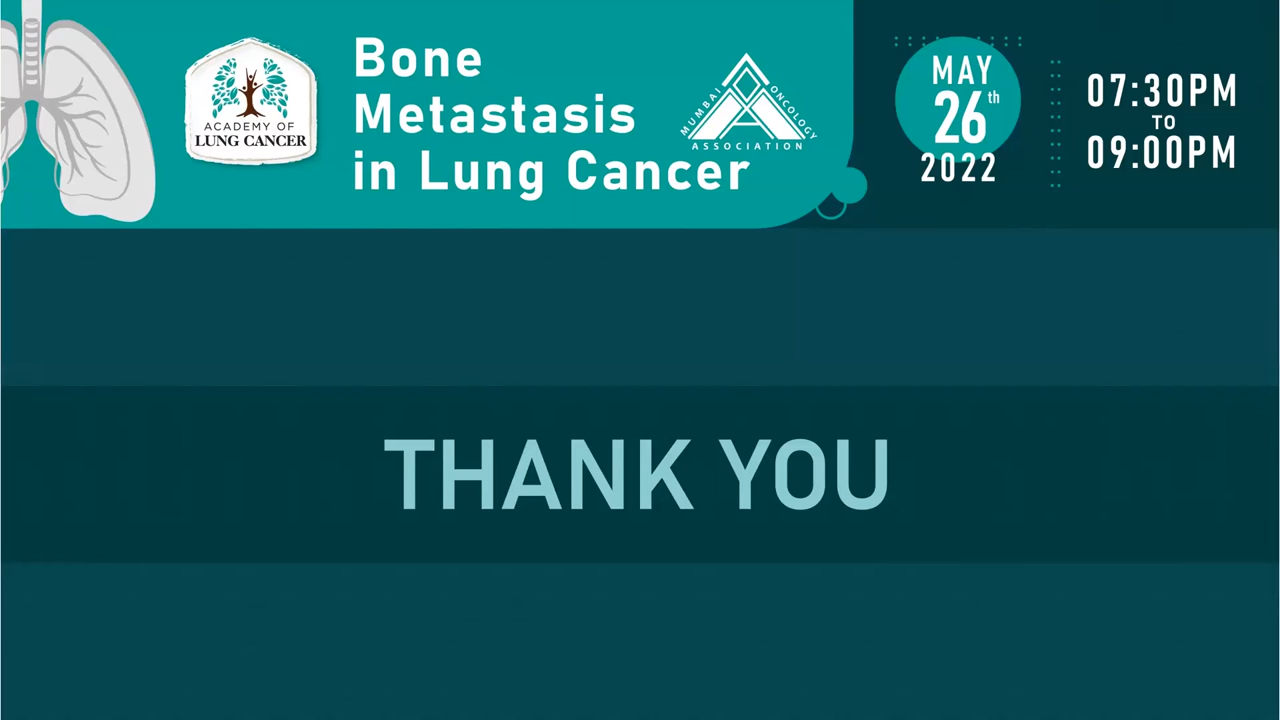 ACADEMY OF
LUNG CANCER
Bone
Metastasis
in Lung Cancer
MUMBAI ONCOLOGY
ASSOCIATION
MAY
26th
2022
07:30PM
TO
09:00PM
THANK YOU